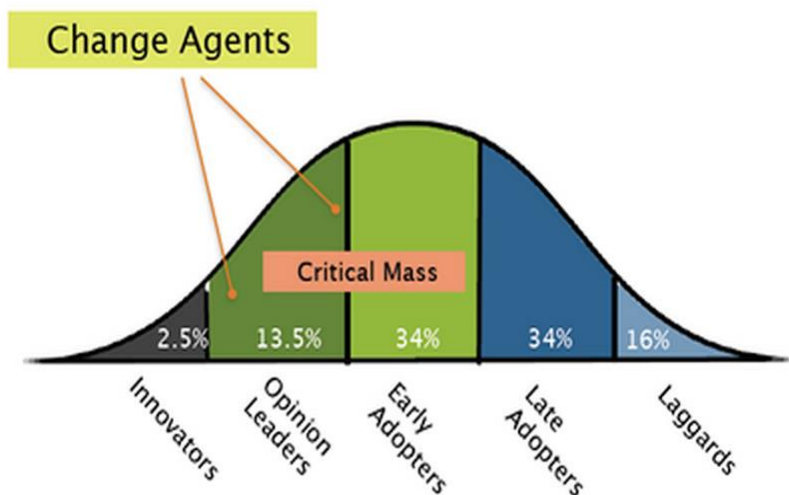 Change Agents
Critical Mass
2.5%
13.5%
34%
34%
16%
Innovators
Opinion
Leaders
Early
Adopters
Late
Adopters
Laggards